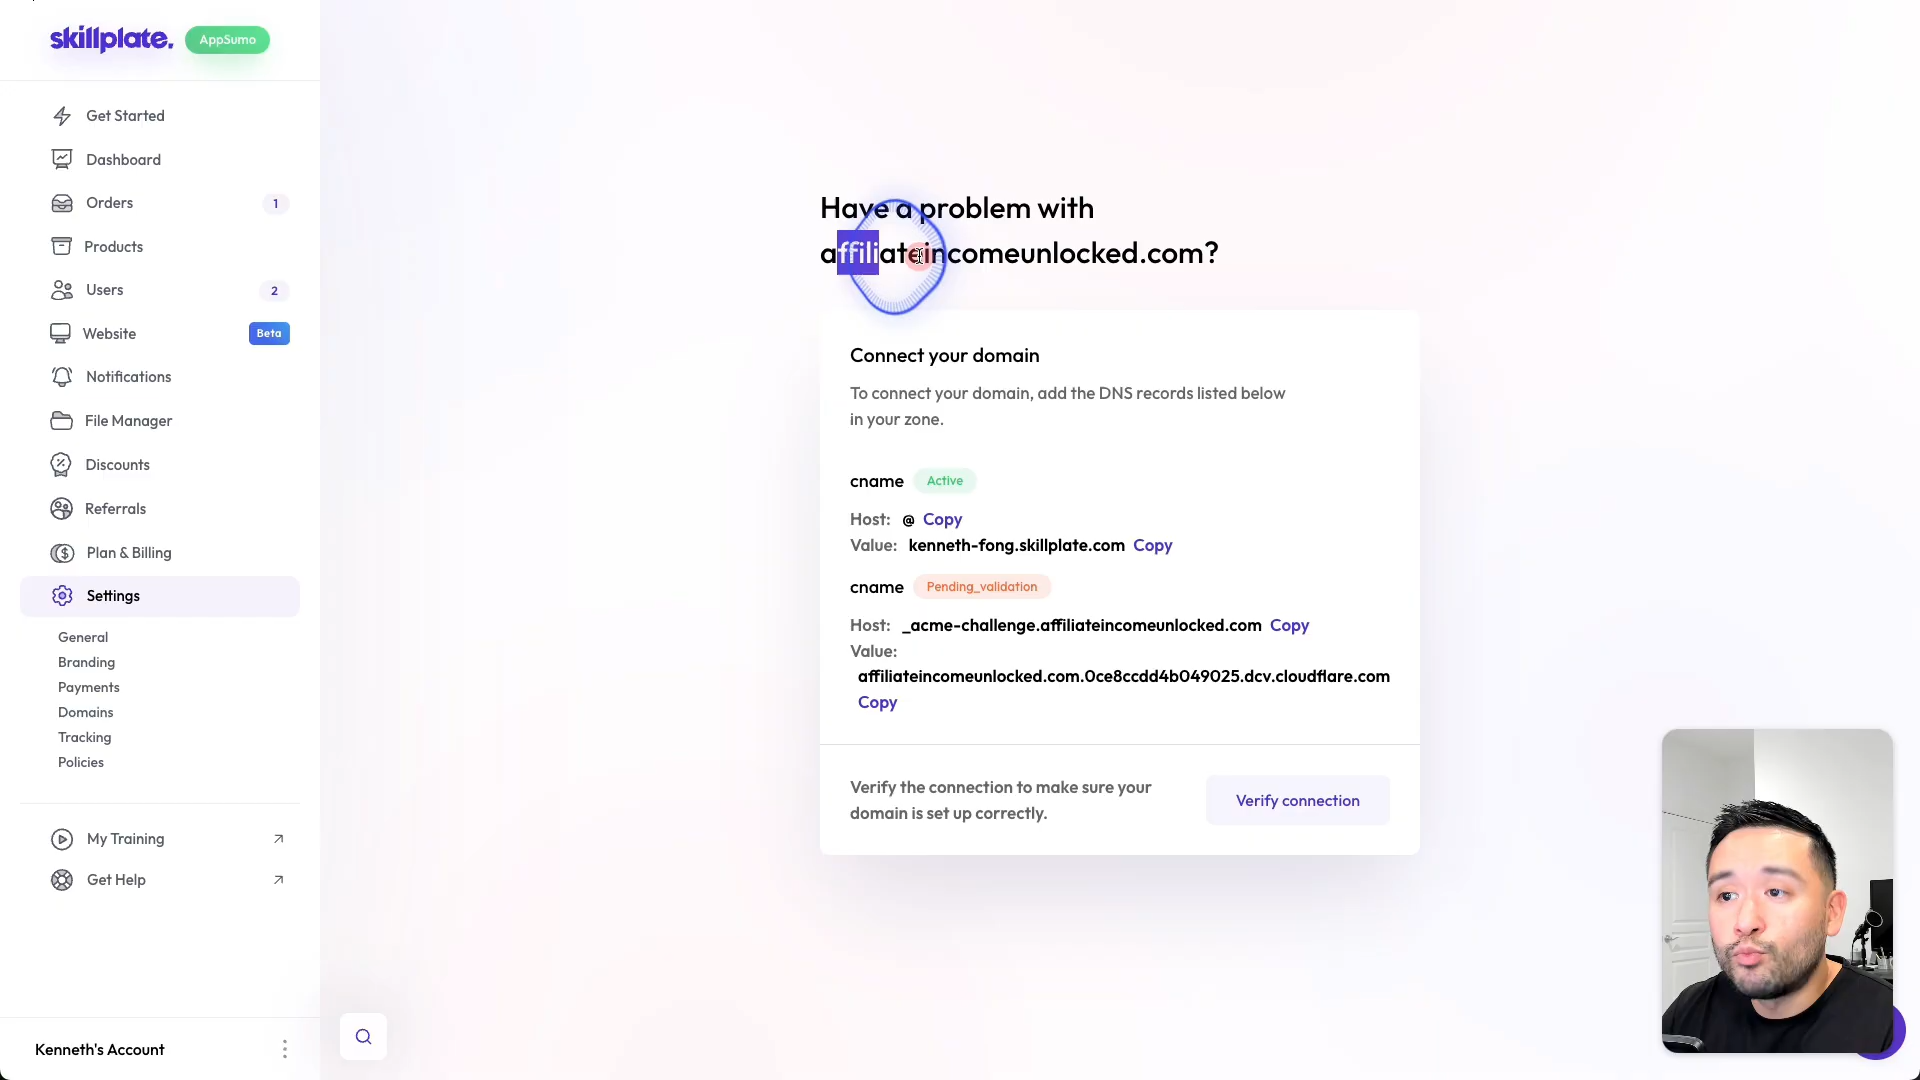 skillplate.
AppSumo
Get Started
Dashboard
Orders 1
Products
Users 2
Website Beta
Notifications
File Manager
Discounts
Referrals
Plan & Billing
Settings
General
Branding
Payments
Domains
Tracking
Policies
My Training
Get Help
Kenneth's Account
Have a problem with
affiliateincomeunlocked.com?
Connect your domain
To connect your domain, add the DNS records listed below
in your zone.
cname Active
Host: @ Copy
Value: kenneth-fong.skillplate.com Copy
cname Pending_validation
Host: _acme-challenge.affiliateincomeunlocked.com Copy
Value:
affiliateincomeunlocked.com.0ce8ccdd4b049025.dcv.cloudflare.com
Copy
Verify the connection to make sure your
domain is set up correctly.
Verify connection